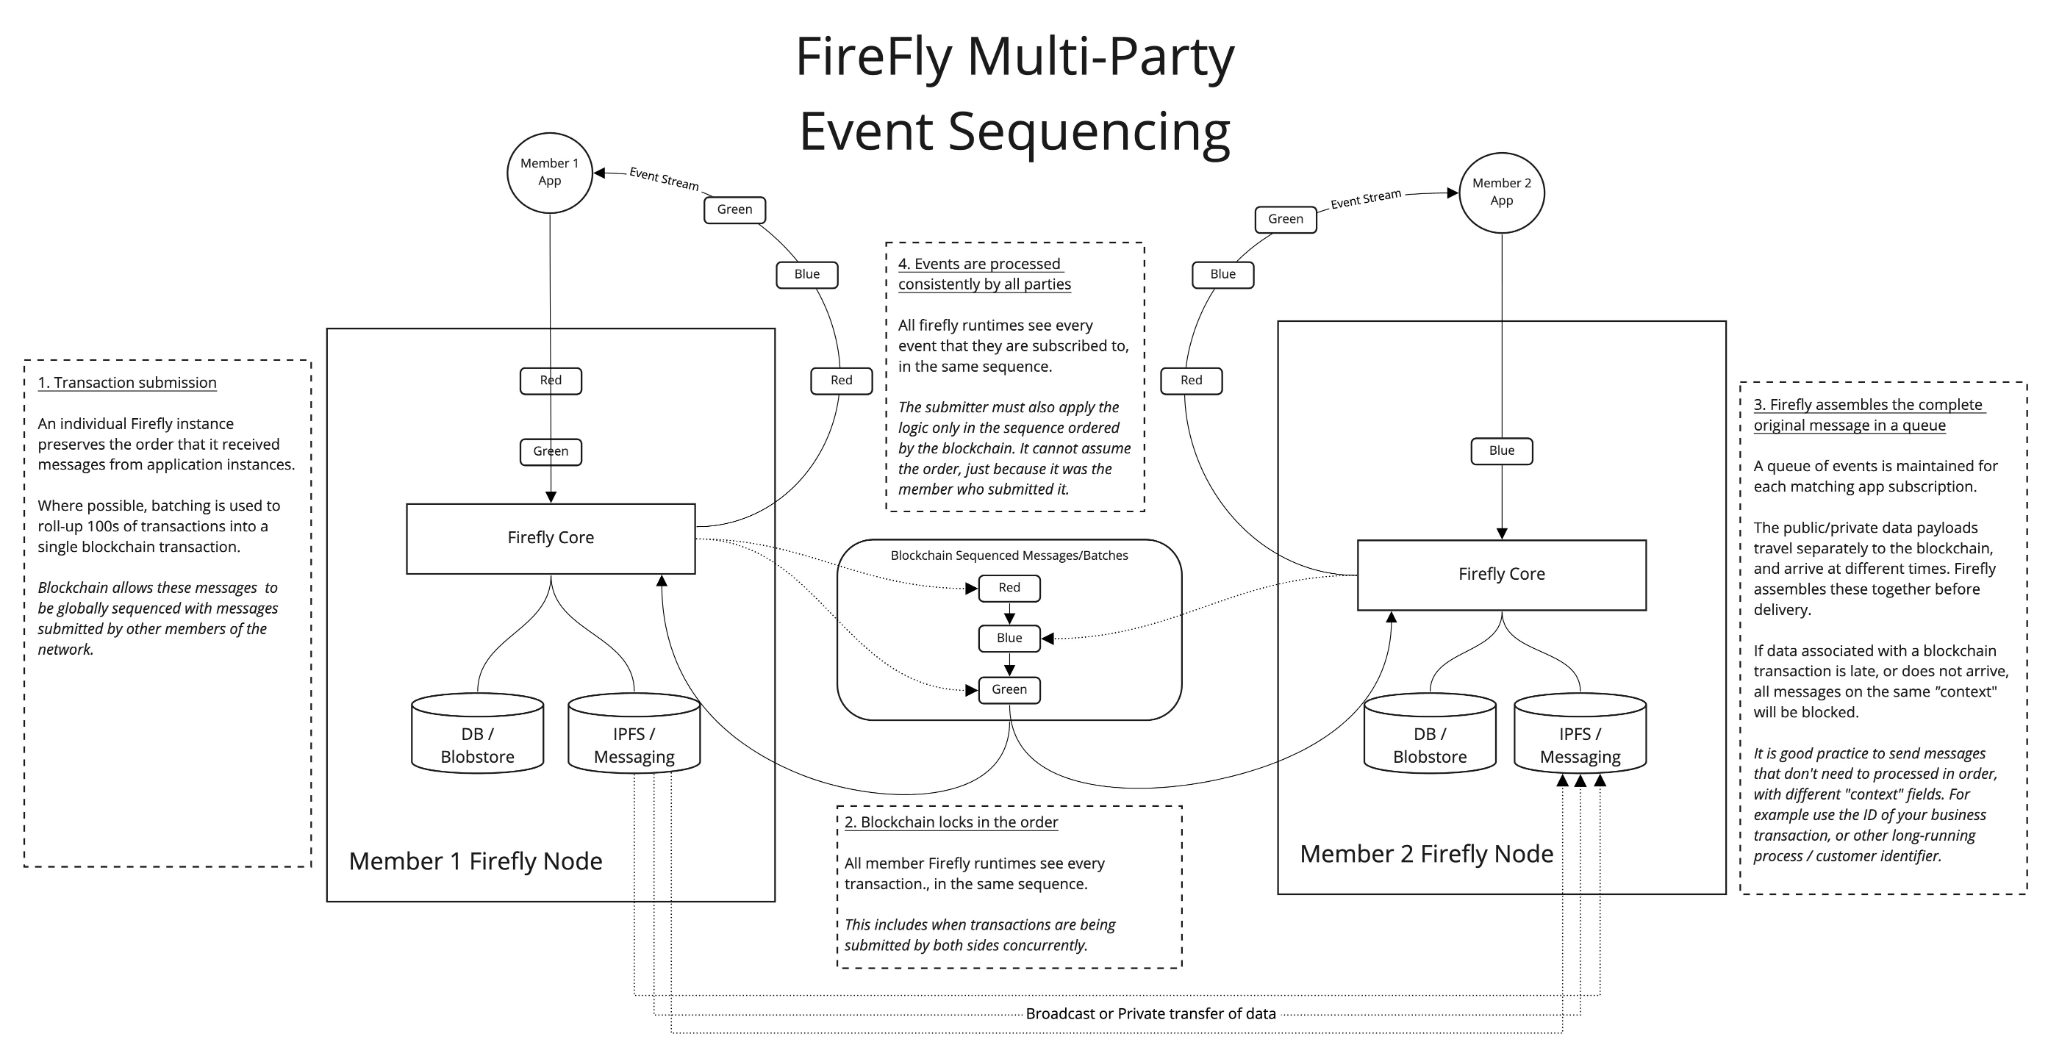 FireFly Multi-Party
Event Sequencing
Member 1
App
Event Stream
Green
Blue
Red
Member 2
App
Event Stream
Green
Blue
Red
1. Transaction submission
An individual Firefly instance
preserves the order that it received
messages from application instances.
Where possible, batching is used to
roll-up 100s of transactions into a
single blockchain transaction.
Blockchain allows these messages  to
be globally sequenced with messages
submitted by other members of the
network.
Red
Green
Firefly Core
DB /
Blobstore
IPFS /
Messaging
Member 1 Firefly Node
4. Events are processed
consistently by all parties
All firefly runtimes see every
event that they are subscribed to,
in the same sequence.
The submitter must also apply the
logic only in the sequence ordered
by the blockchain. It cannot assume
the order, just because it was the
member who submitted it.
Blockchain Sequenced Messages/Batches
Red
Blue
Green
2. Blockchain locks in the order
All member Firefly runtimes see every
transaction., in the same sequence.
This includes when transactions are being
submitted by both sides concurrently.
Blue
Firefly Core
DB /
Blobstore
IPFS /
Messaging
Member 2 Firefly Node
3. Firefly assembles the complete
original message in a queue
A queue of events is maintained for
each matching app subscription.
The public/private data payloads
travel separately to the blockchain,
and arrive at different times. Firefly
assembles these together before
delivery.
If data associated with a blockchain
transaction is late, or does not arrive,
all messages on the same "context"
will be blocked.
It is good practice to send messages
that don't need to processed in order,
with different "context" fields. For
example use the ID of your business
transaction, or other long-running
process / customer identifier.
Broadcast or Private transfer of data